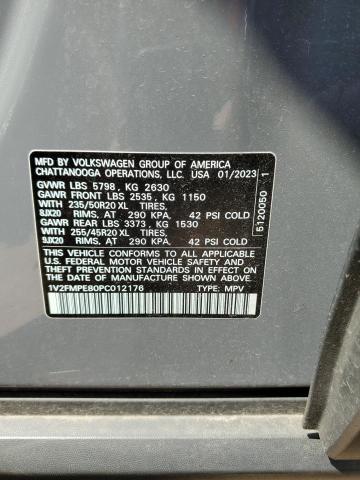 MFD. BY VOLKSWAGEN GROUP OF AMERICA
CHATTANOOGA OPERATIONS, LLC. USA 01/2023
GVWR LBS 5798, KG 2630
GAWR FRONT LBS 2535, KG 1150
WITH 235/50R20 XL TIRES,
8JX20 RIMS, AT 290 KPA, 42 PSI COLD
GAWR REAR LBS 3373, KG 1530
WITH 255/45R20 XL TIRES,
9JX20 RIMS, AT 290 KPA, 42 PSI COLD
THIS VEHICLE CONFORMS TO ALL APPLICABLE
U.S. FEDERAL MOTOR VEHICLE SAFETY
STANDARDS IN EFFECT ON THE
DATE OF MANUFACTURE SHOWN ABOVE.
1V2FMPE80PC012176 TYPE: MPV
5120050 1